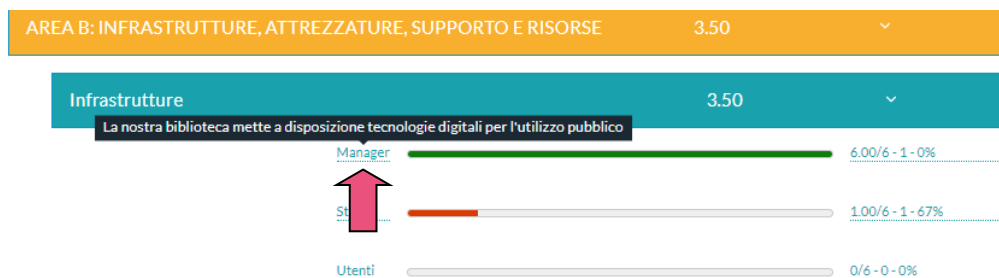 AREA B: INFRASTRUTTURE, ATTREZZATURE, SUPPORTO E RISORSE 3.50
Infrastrutture 3.50
La nostra biblioteca mette a disposizione tecnologie digitali per l'utilizzo pubblico
Manager 6.00/6 - 1 - 0%
1.00/6 - 1 - 67%
Utenti 0/6 - 0 - 0%